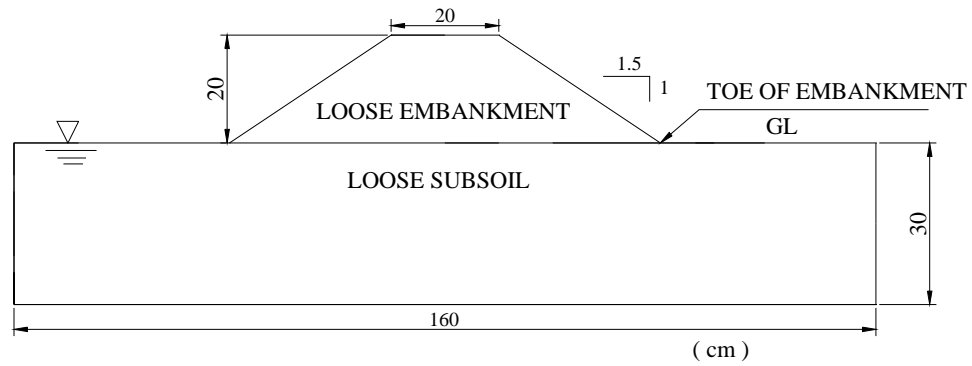 20
1.5
1
20
TOE OF EMBANKMENT
LOOSE EMBANKMENT
GL
LOOSE SUBSOIL
30
160
( cm )